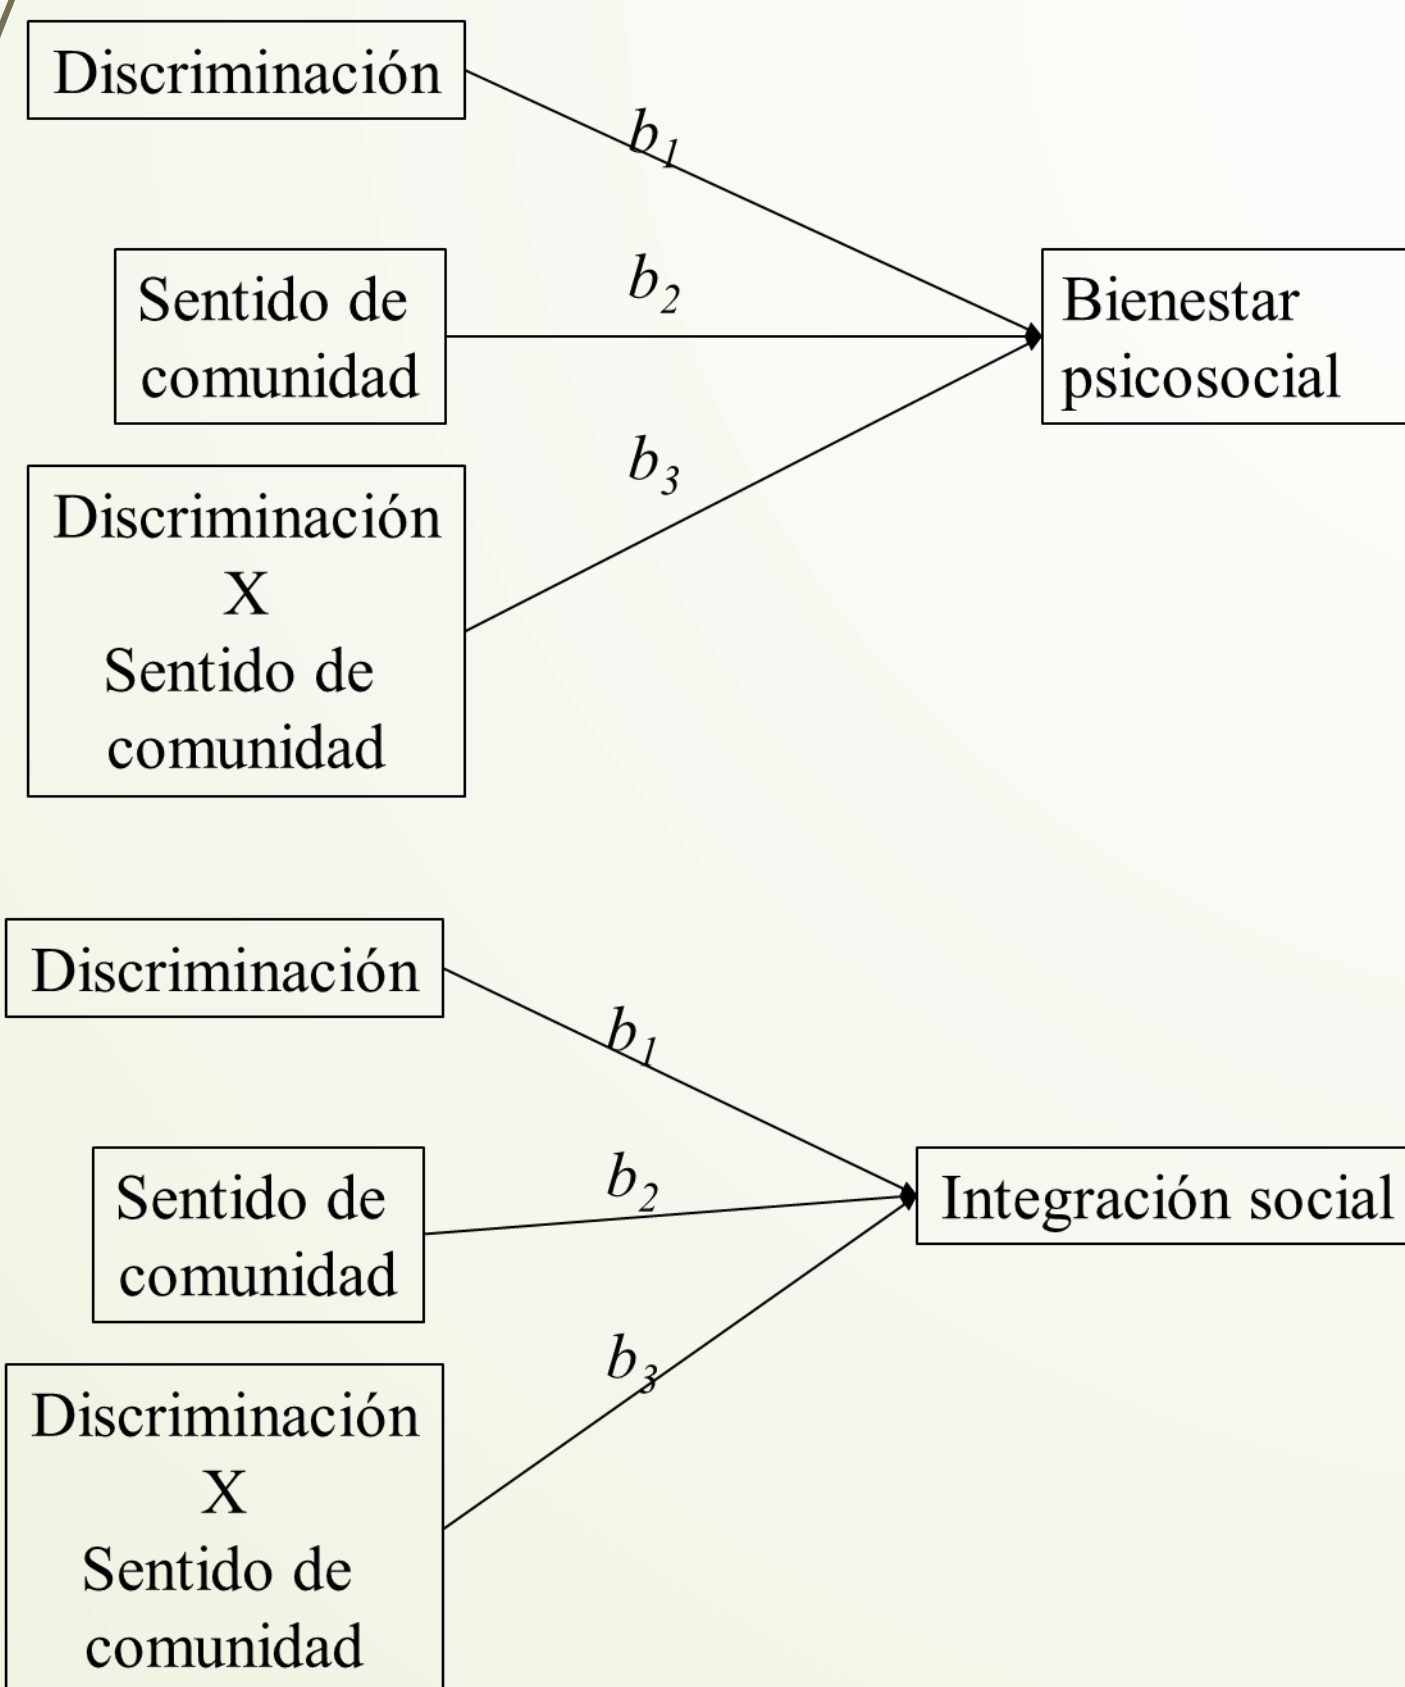 Discriminación
b1
Sentido de
comunidad
b2
Bienestar
psicosocial
b3
Discriminación
X
Sentido de
comunidad
Discriminación
b1
Sentido de
comunidad
b2
Integración social
b3
Discriminación
X
Sentido de
comunidad